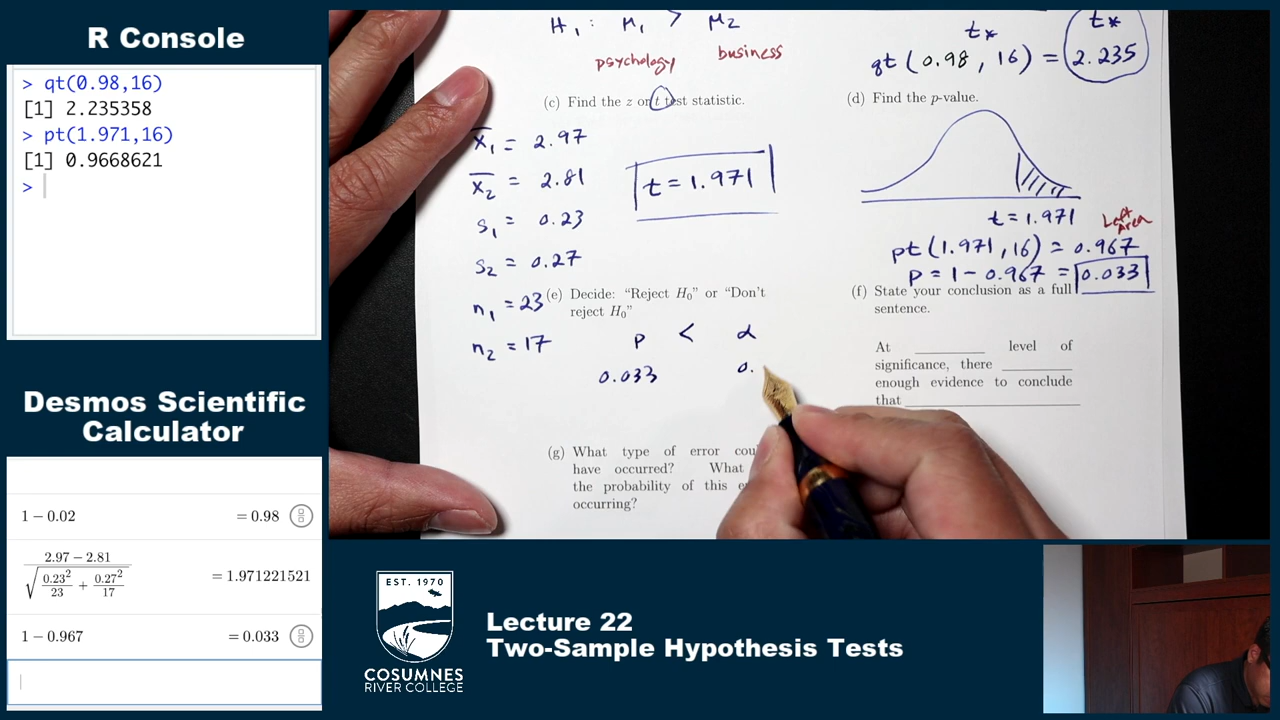 R Console
> qt(0.98,16)
[1] 2.235358
> pt(1.971,16)
[1] 0.9668621
>
Desmos Scientific
Calculator
1 − 0.02 = 0.98
2.97 − 2.81
√ 0.23² / 23 + 0.27² / 17 = 1.971221521
1 − 0.967 = 0.033
H₁ : M₁ > M₂
psychology business
t* t*
qt (0.98, 16) = 2.235
(c) Find the z or t test statistic.
x̄₁ = 2.97
x̄₂ = 2.81
s₁ = 0.23
s₂ = 0.27
n₁ = 23
n₂ = 17
t = 1.971
(d) Find the p-value.
t = 1.971
Left
Area
pt (1.971, 16) = 0.967
p = 1 − 0.967 = 0.033
(e) Decide: “Reject H₀” or “Don’t
reject H₀”
p < α
0.033 0.
(f) State your conclusion as a full
sentence.
At ________ level of
significance, there ________
enough evidence to conclude
that ____________________
(g) What type of error cou
have occurred? What
the probability of this e
occurring?
EST. 1970
COSUMNES
RIVER COLLEGE
Lecture 22
Two-Sample Hypothesis Tests